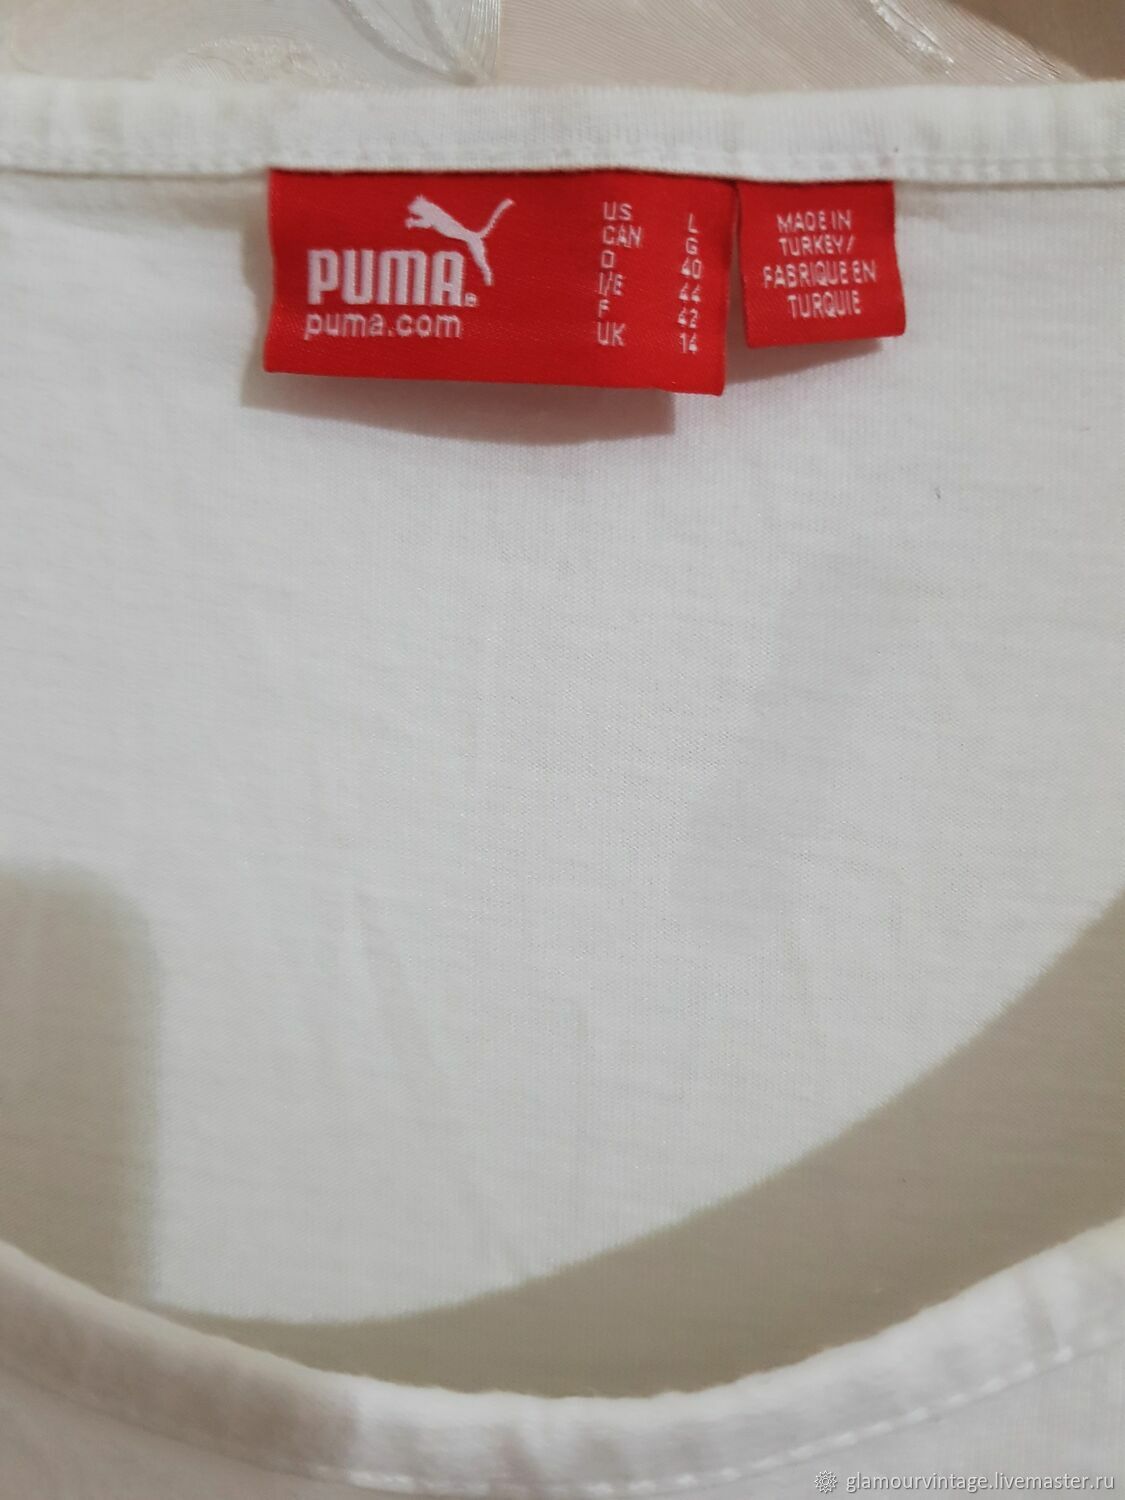 PUMA®
puma.com
US L
CAN G
D 40
I/E 44
F 42
UK 14
MADE IN
TURKEY/
FABRIQUE EN
TURQUIE
glamourvintage.livemaster.ru